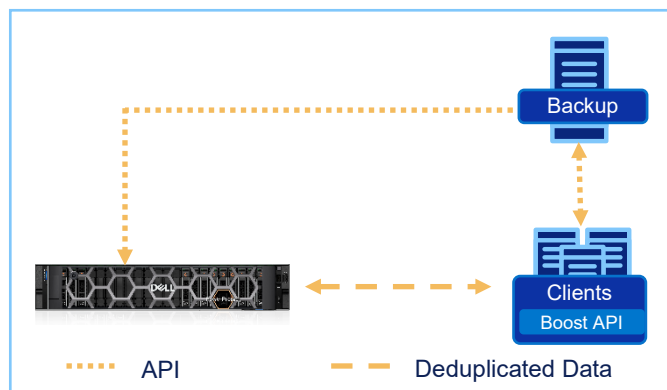 Backup
DELL
Clients
Boost API
API
Deduplicated Data